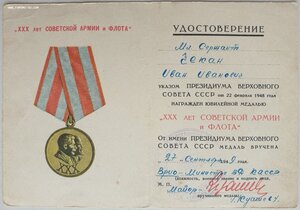 "XXX ЛЕТ СОВЕТСКОЙ АРМИИ И ФЛОТА"
XXX
УДОСТОВЕРЕНИЕ
Мл Сержант
Иван Иванович
УКАЗОМ ПРЕЗИДИУМА ВЕРХОВНОГО
СОВЕТА СССР от 22 февраля 1948 года
НАГРАЖДЕН ЮБИЛЕЙНОЙ МЕДАЛЬЮ
"XXX ЛЕТ СОВЕТСКОЙ АРМИИ
И ФЛОТА"
От имени ПРЕЗИДИУМА ВЕРХОВНОГО
СОВЕТА СССР МЕДАЛЬ ВРУЧЕНА
27 Сентября
М. П.
Майор